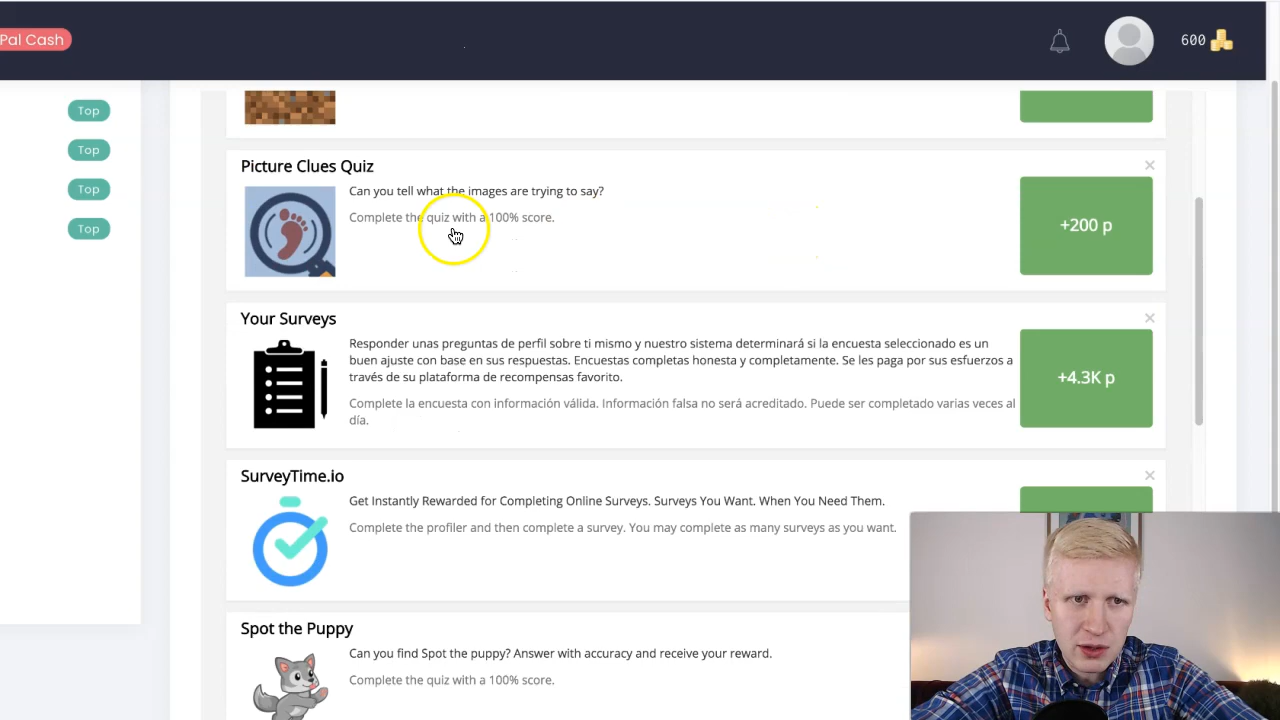 Pal Cash
600
Top
Top
Top
Top
Picture Clues Quiz
Can you tell what the images are trying to say?
Complete the quiz with a 100% score.
+200 p
Your Surveys
Responder unas preguntas de perfil sobre ti mismo y nuestro sistema determinará si la encuesta seleccionado es un
buen ajuste con base en sus respuestas. Encuestas completas honesta y completamente. Se les paga por sus esfuerzos a
través de su plataforma de recompensas favorito.
Complete la encuesta con información válida. Información falsa no será acreditado. Puede ser completado varias veces al
día.
+4.3K p
SurveyTime.io
Get Instantly Rewarded for Completing Online Surveys. Surveys You Want. When You Need Them.
Complete the profiler and then complete a survey. You may complete as many surveys as you want.
Spot the Puppy
Can you find Spot the puppy? Answer with accuracy and receive your reward.
Complete the quiz with a 100% score.